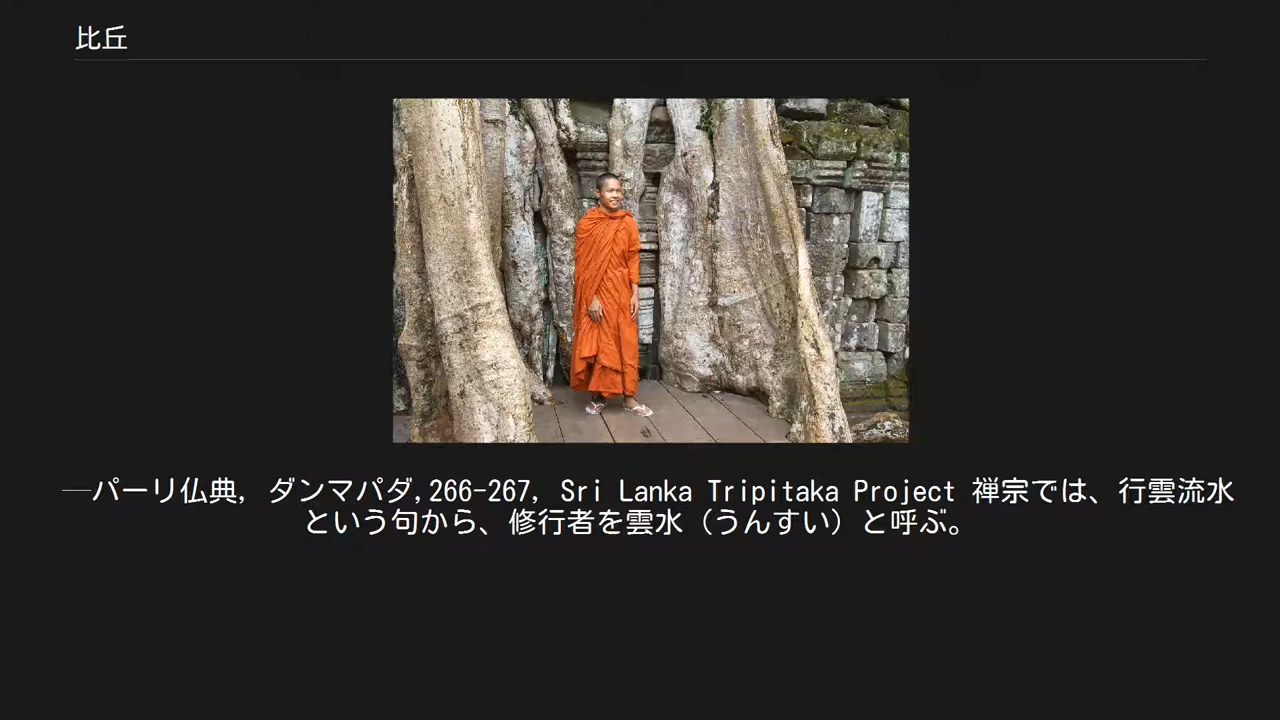 比丘
―パーリ仏典, ダンマパダ,266-267, Sri Lanka Tripitaka Project 禅宗では、行雲流水
という句から、修行者を雲水（うんすい）と呼ぶ。